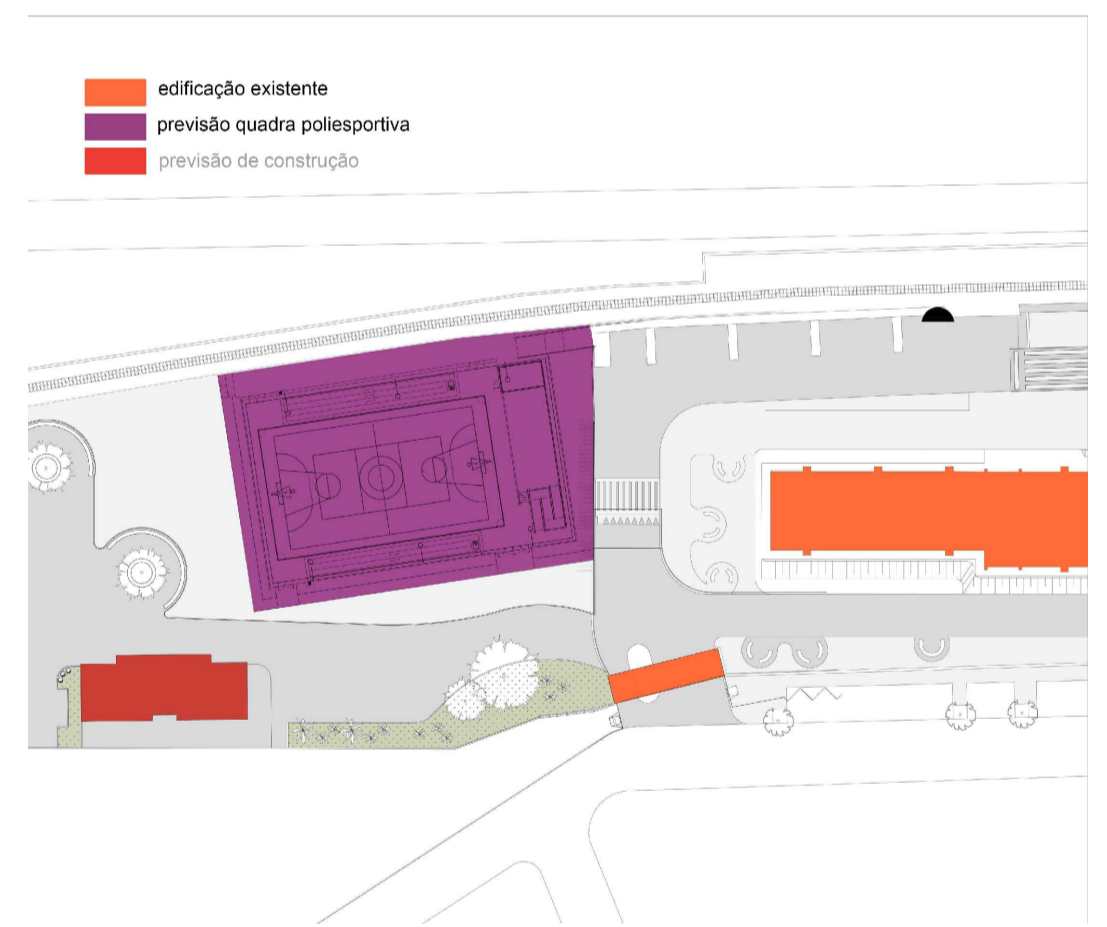 edificação existente
previsão quadra poliesportiva
previsão de construção